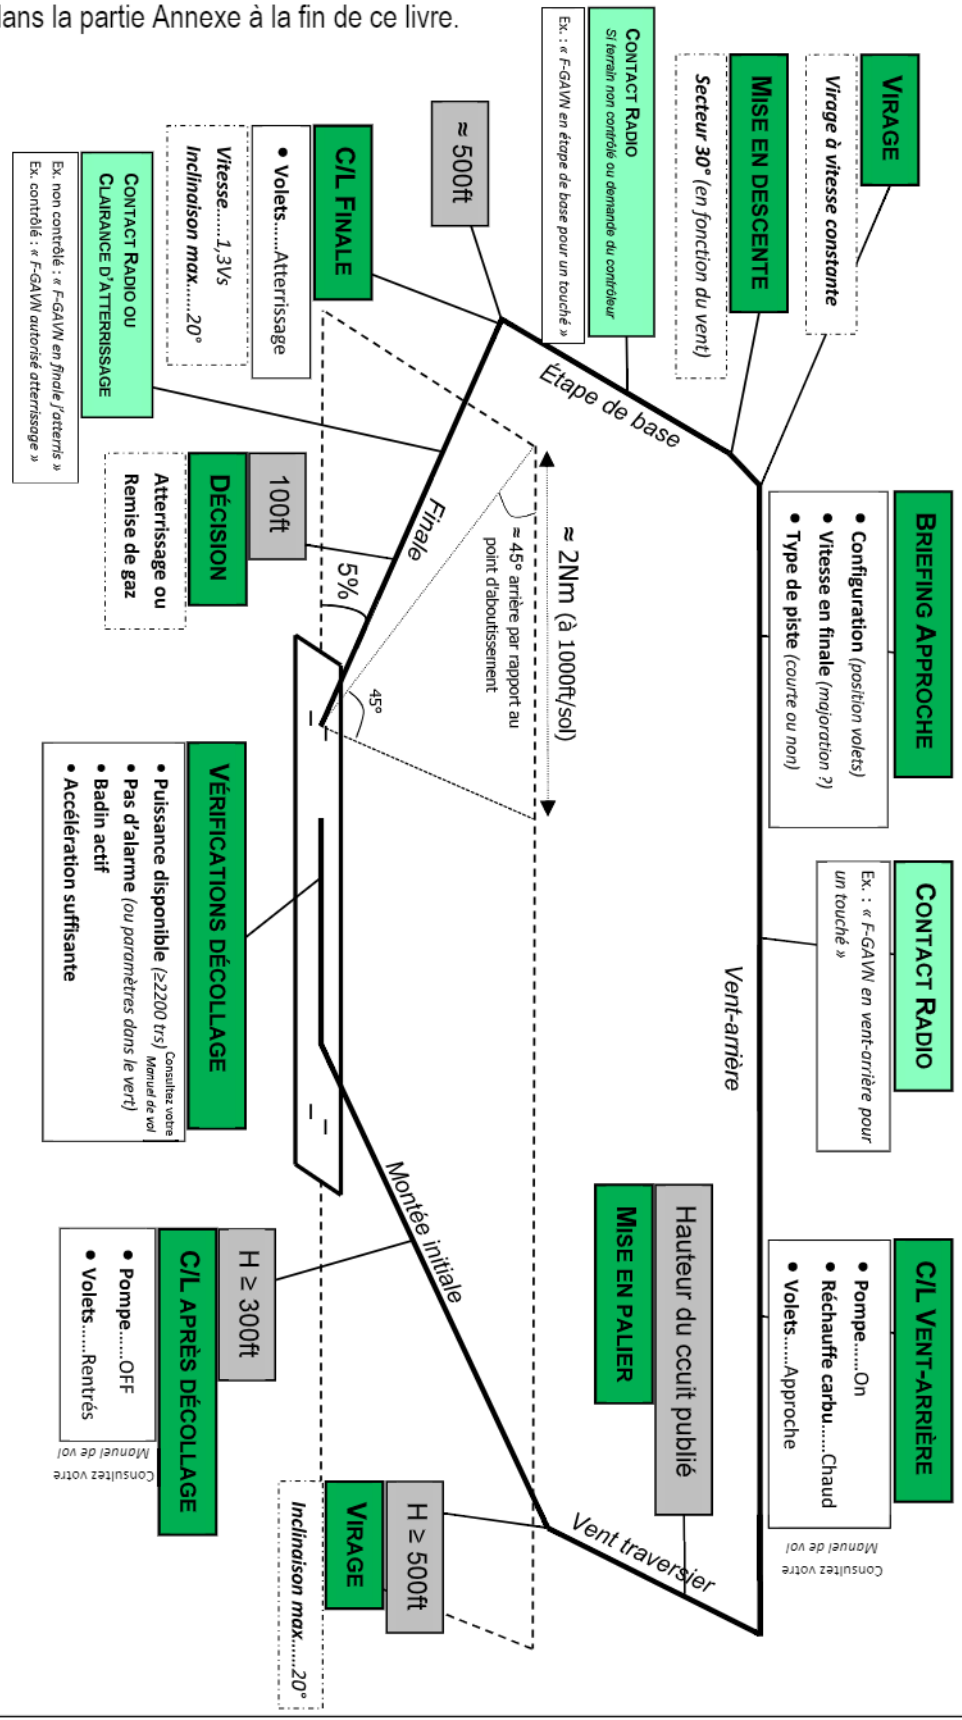 dans la partie Annexe à la fin de ce livre.
VIRAGE
Virage à vitesse constante
MISE EN DESCENTE
Secteur 30° (en fonction du vent)
CONTACT RADIO
Si terrain non contrôlé ou demande du contrôleur
Ex. : « F-GAVN en étape de base pour un touché »
≈ 500ft
C/L FINALE
• Volets......Atterrissage
Vitesse......1,3Vs
Inclinaison max......20°
CONTACT RADIO OU
CLAIRANCE D'ATTERRISSAGE
Ex. non contrôlé : « F-GAVN en finale j'atterris »
Ex. contrôlé : « F-GAVN autorisé atterrissage »
Étape de base
Finale
100ft
DÉCISION
Atterrissage ou
Remise de gaz
5%
45°
≈ 2Nm (à 1000ft/sol)
≈ 45° arrière par rapport au
point d'aboutissement
BRIEFING APPROCHE
• Configuration (position volets)
• Vitesse en finale (majoration ?)
• Type de piste (courte ou non)
CONTACT RADIO
Ex. : « F-GAVN en vent-arrière pour
un touché »
Vent-arrière
C/L VENT-ARRIÈRE
• Pompe......On
• Réchauffe carbu......Chaud
• Volets......Approche
Consultez votre
Manuel de vol
Hauteur du ccuit publié
MISE EN PALIER
Vent traversier
H ≥ 500ft
VIRAGE
Inclinaison max......20°
Montée initiale
H ≥ 300ft
C/L APRÈS DÉCOLLAGE
• Pompe......OFF
• Volets......Rentrés
Consultez votre
Manuel de vol
VÉRIFICATIONS DÉCOLLAGE
• Puissance disponible (≥2200 trs) Consultez votre
Manuel de vol
• Pas d'alarme (ou paramètres dans le vert)
• Badin actif
• Accélération suffisante